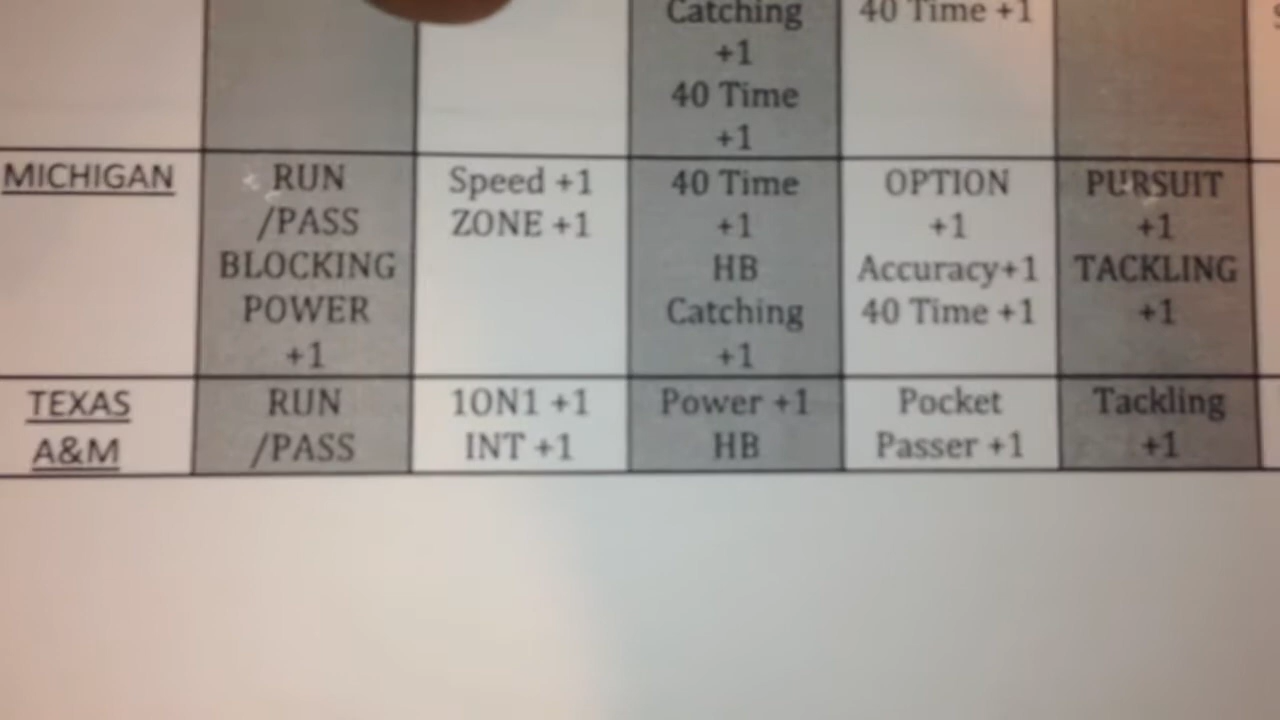 Catching
+1
40 Time
+1
40 Time +1
MICHIGAN
RUN
/PASS
BLOCKING
POWER
+1
Speed +1
ZONE +1
40 Time
+1
HB
Catching
+1
OPTION
+1
Accuracy+1
40 Time +1
PURSUIT
+1
TACKLING
+1
TEXAS
A&M
RUN
/PASS
1ON1 +1
INT +1
Power +1
HB
Pocket
Passer +1
Tackling
+1